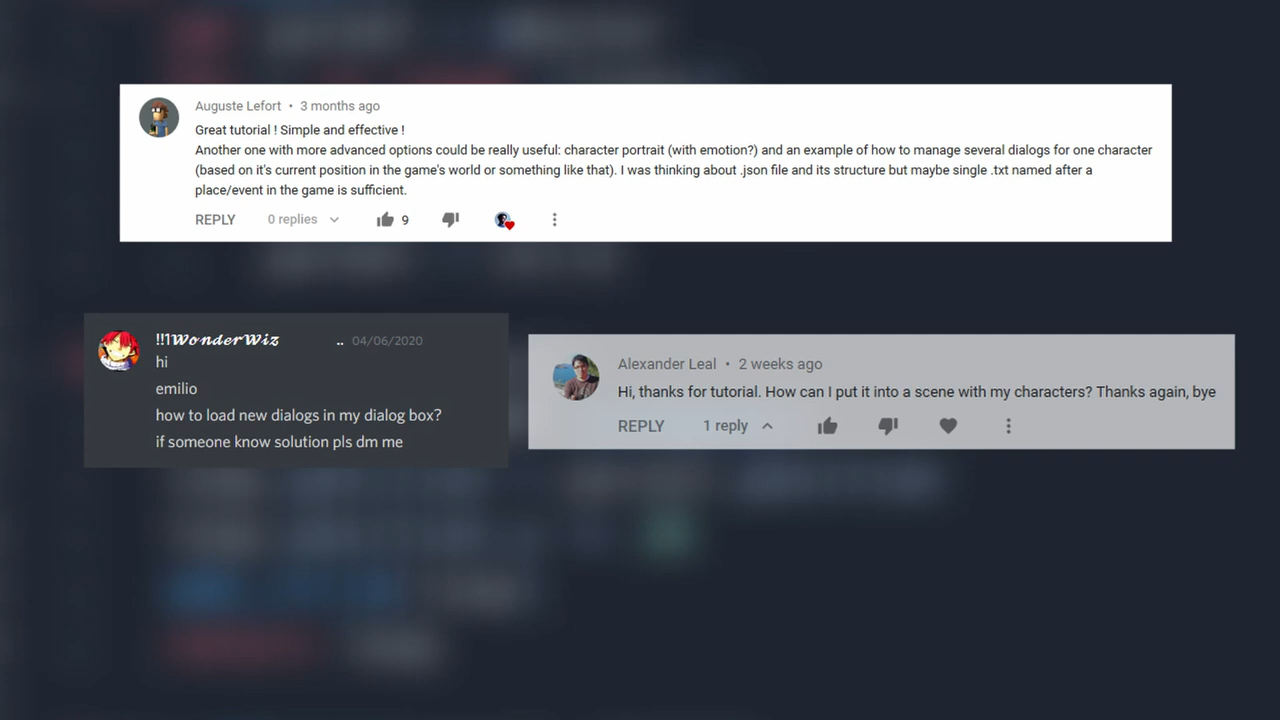 Auguste Lefort • 3 months ago
Great tutorial ! Simple and effective !
Another one with more advanced options could be really useful: character portrait (with emotion?) and an example of how to manage several dialogs for one character
(based on it's current position in the game's world or something like that). I was thinking about .json file and its structure but maybe single .txt named after a
place/event in the game is sufficient.
REPLY 0 replies 9
!!1𝓦𝓸𝓷𝓭𝓮𝓻𝓦𝓲𝔃 .. 04/06/2020
hi
emilio
how to load new dialogs in my dialog box?
if someone know solution pls dm me
Alexander Leal • 2 weeks ago
Hi, thanks for tutorial. How can I put it into a scene with my characters? Thanks again, bye
REPLY 1 reply